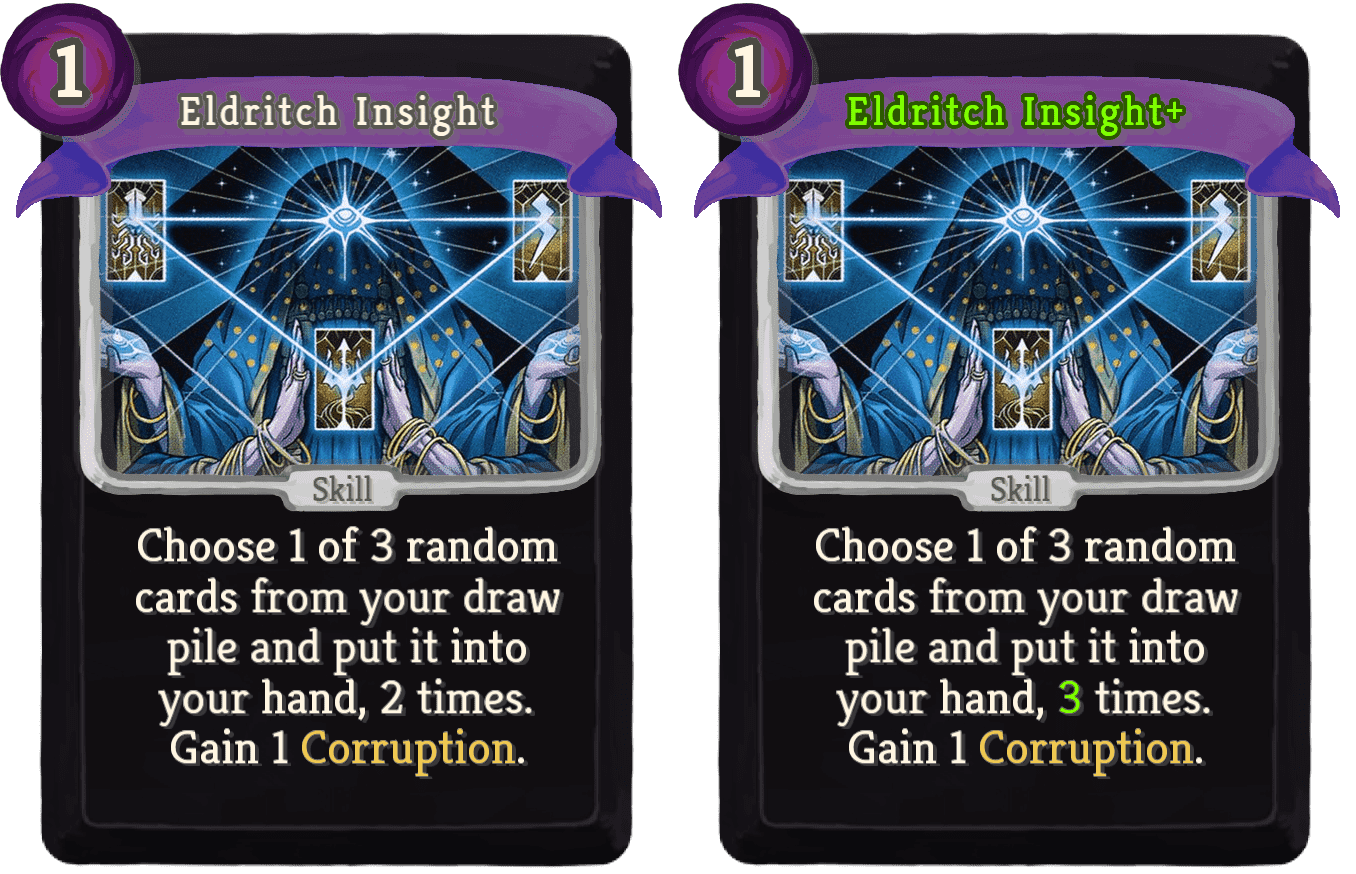 1
Eldritch Insight
Skill
Choose 1 of 3 random
cards from your draw
pile and put it into
your hand, 2 times.
Gain 1 Corruption.
1
Eldritch Insight+
Skill
Choose 1 of 3 random
cards from your draw
pile and put it into
your hand, 3 times.
Gain 1 Corruption.